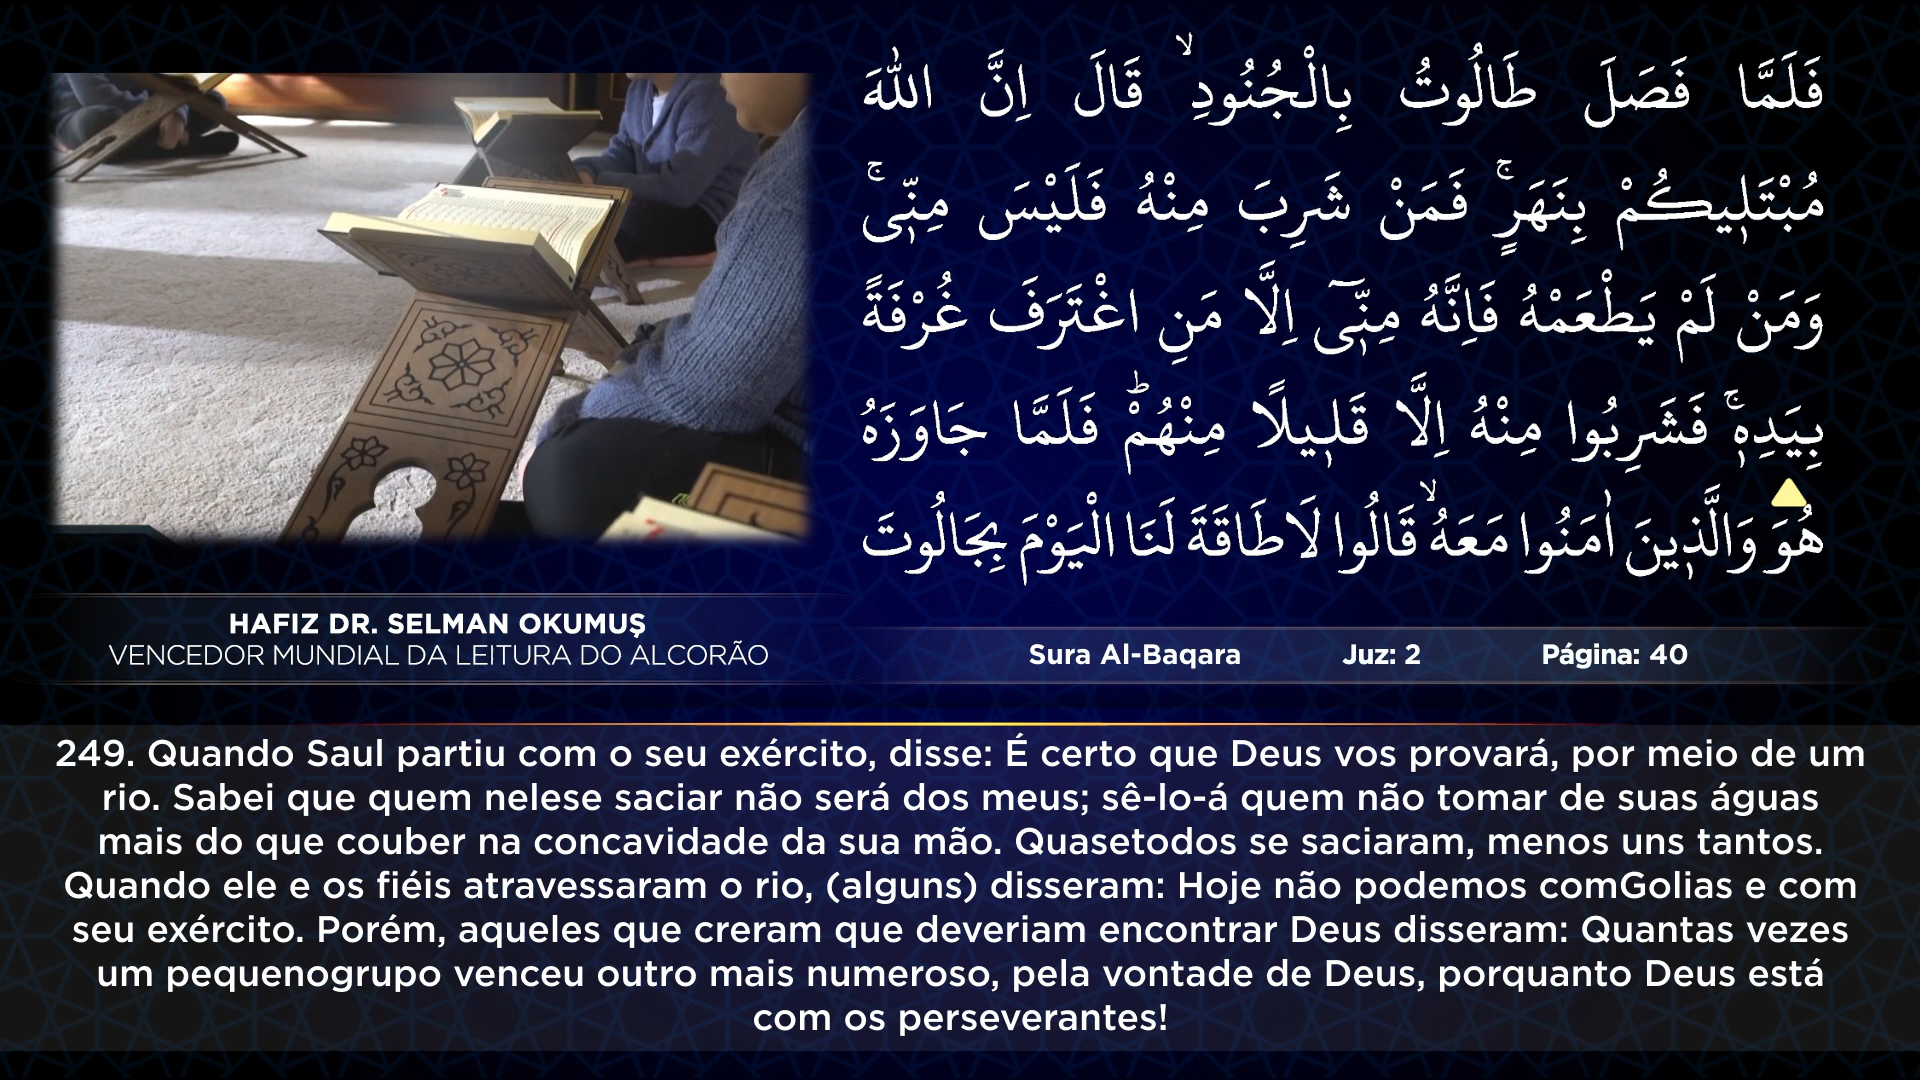 فَلَمَّا فَصَلَ طَالُوتُ بِالْجُنُودِۙ قَالَ اِنَّ اللّٰهَ
مُبْتَلٖيكُمْ بِنَهَرٍۚ فَمَنْ شَرِبَ مِنْهُ فَلَيْسَ مِنّٖىۚ
وَمَنْ لَمْ يَطْعَمْهُ فَاِنَّهُ مِنّٖٓى اِلَّا مَنِ اغْتَرَفَ غُرْفَةً
بِيَدِهٖۚ فَشَرِبُوا مِنْهُ اِلَّا قَلٖيلًا مِنْهُمْؕ فَلَمَّا جَاوَزَهُ
هُوَ وَالَّذٖينَ اٰمَنُوا مَعَهُۙ قَالُوا لَا طَاقَةَ لَنَا الْيَوْمَ بِجَالُوتَ
HAFIZ DR. SELMAN OKUMUŞ
VENCEDOR MUNDIAL DA LEITURA DO ALCORÃO
Sura Al-Baqara Juz: 2 Página: 40
249. Quando Saul partiu com o seu exército, disse: É certo que Deus vos provará, por meio de um
rio. Sabei que quem nelese saciar não será dos meus; sê-lo-á quem não tomar de suas águas
mais do que couber na concavidade da sua mão. Quasetodos se saciaram, menos uns tantos.
Quando ele e os fiéis atravessaram o rio, (alguns) disseram: Hoje não podemos comGolias e com
seu exército. Porém, aqueles que creram que deveriam encontrar Deus disseram: Quantas vezes
um pequenogrupo venceu outro mais numeroso, pela vontade de Deus, porquanto Deus está
com os perseverantes!